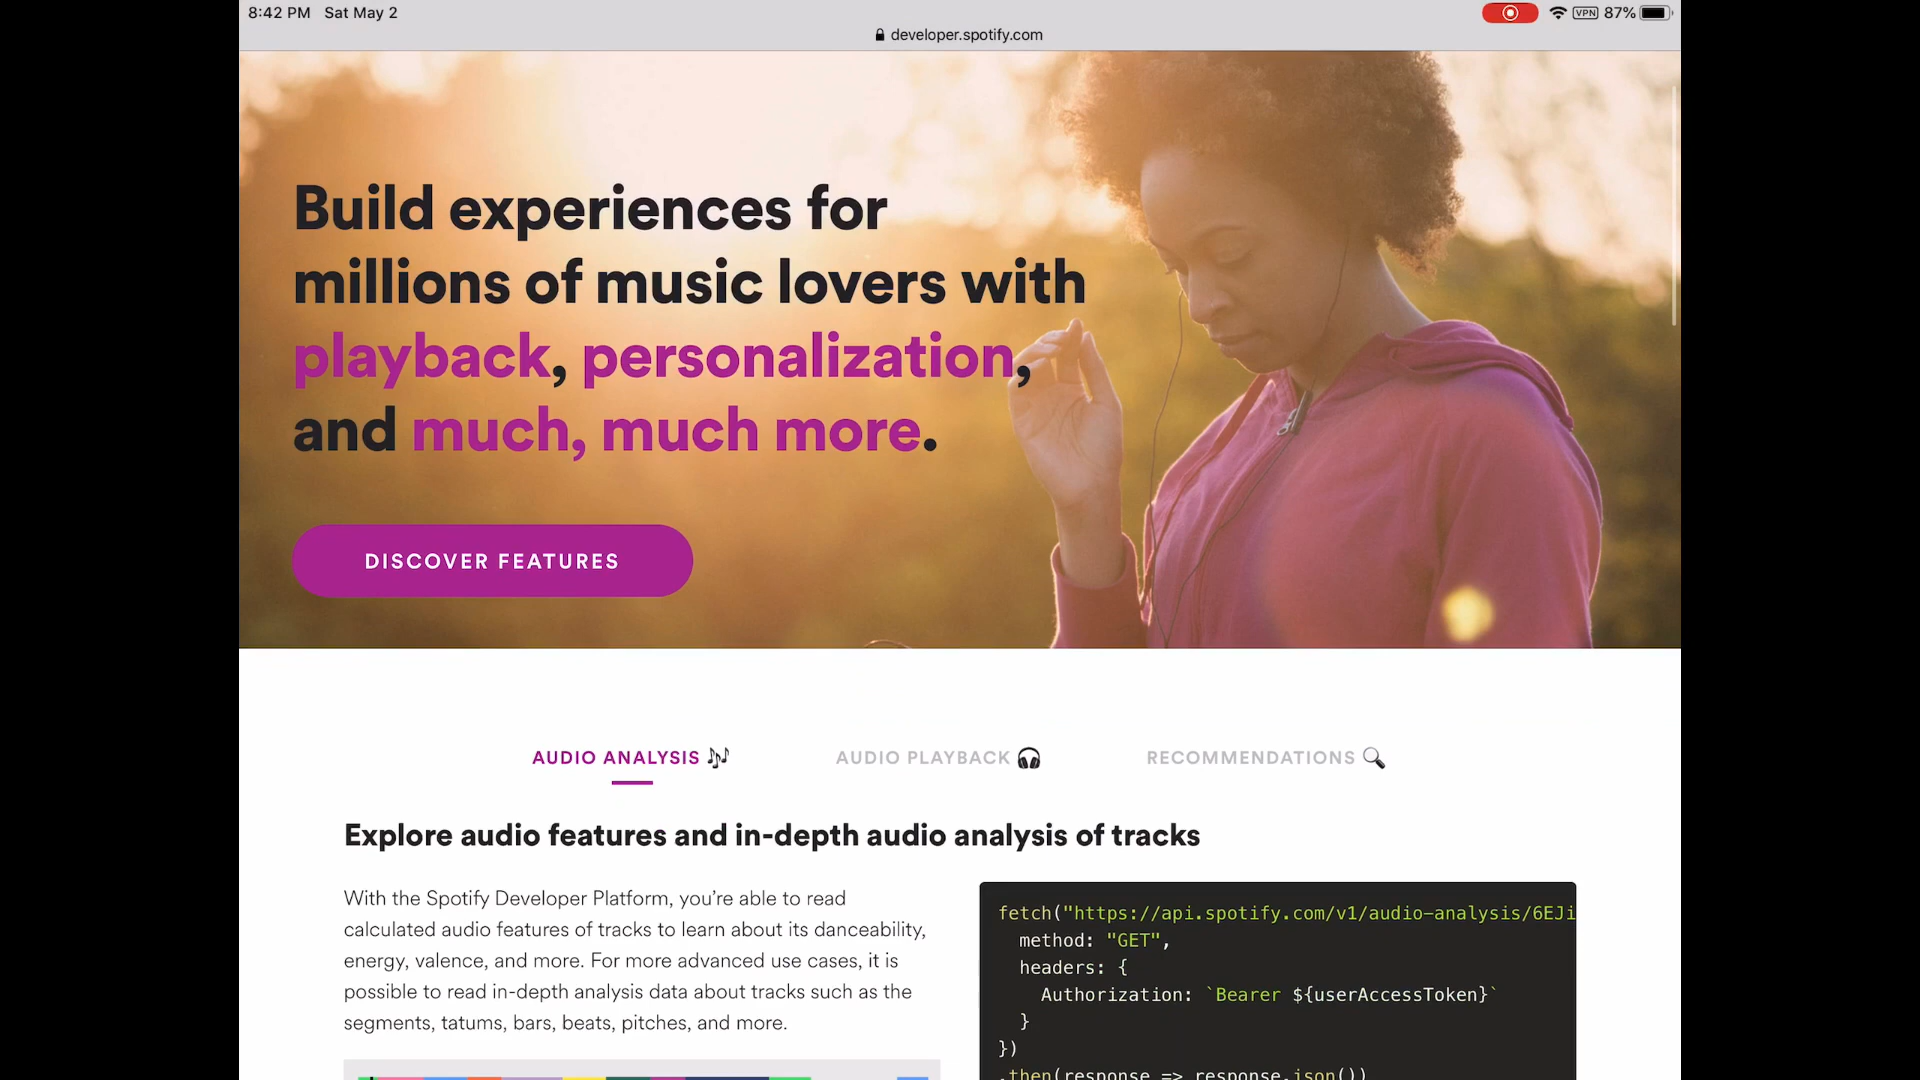 8:42 PM Sat May 2
VPN 87%
developer.spotify.com
Build experiences for
millions of music lovers with
playback, personalization,
and much, much more.
DISCOVER FEATURES
AUDIO ANALYSIS
AUDIO PLAYBACK
RECOMMENDATIONS
Explore audio features and in-depth audio analysis of tracks
With the Spotify Developer Platform, you’re able to read
calculated audio features of tracks to learn about its danceability,
energy, valence, and more. For more advanced use cases, it is
possible to read in-depth analysis data about tracks such as the
segments, tatums, bars, beats, pitches, and more.
fetch("https://api.spotify.com/v1/audio-analysis/6EJi
method: "GET",
headers: {
Authorization: `Bearer ${userAccessToken}`
}
})
.then(response => response.json())